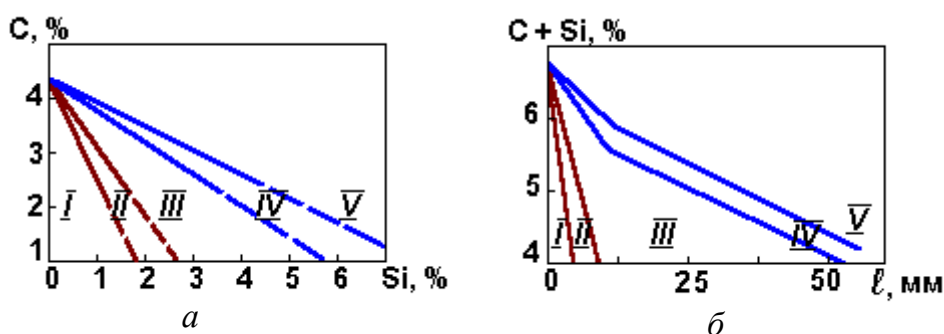 C, %
4
3
2
1
I II III IV V
0 1 2 3 4 5 6 Si, %
а
C + Si, %
6
5
4
I II III IV V
0 25 50 ℓ, мм
б